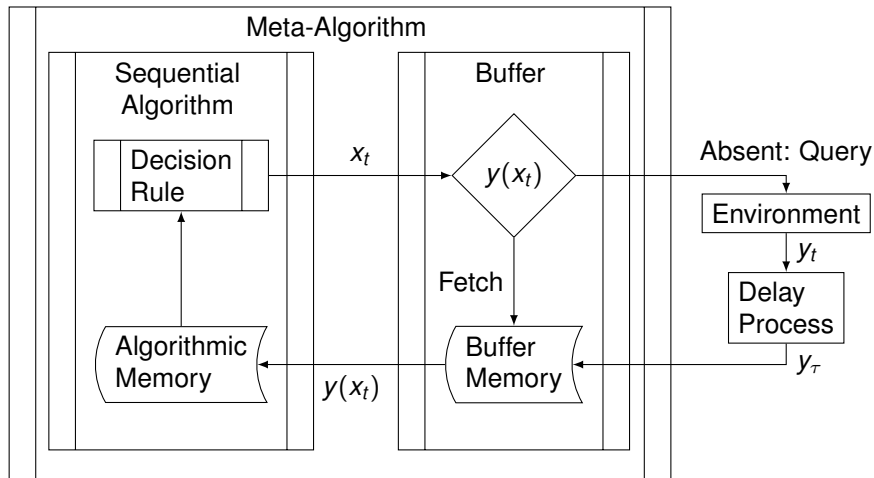 Meta-Algorithm
Sequential
Algorithm
Buffer
Decision
Rule
x_t
y(x_t)
Absent: Query
Environment
y_t
Fetch
Delay
Process
Algorithmic
Memory
y(x_t)
Buffer
Memory
y_τ